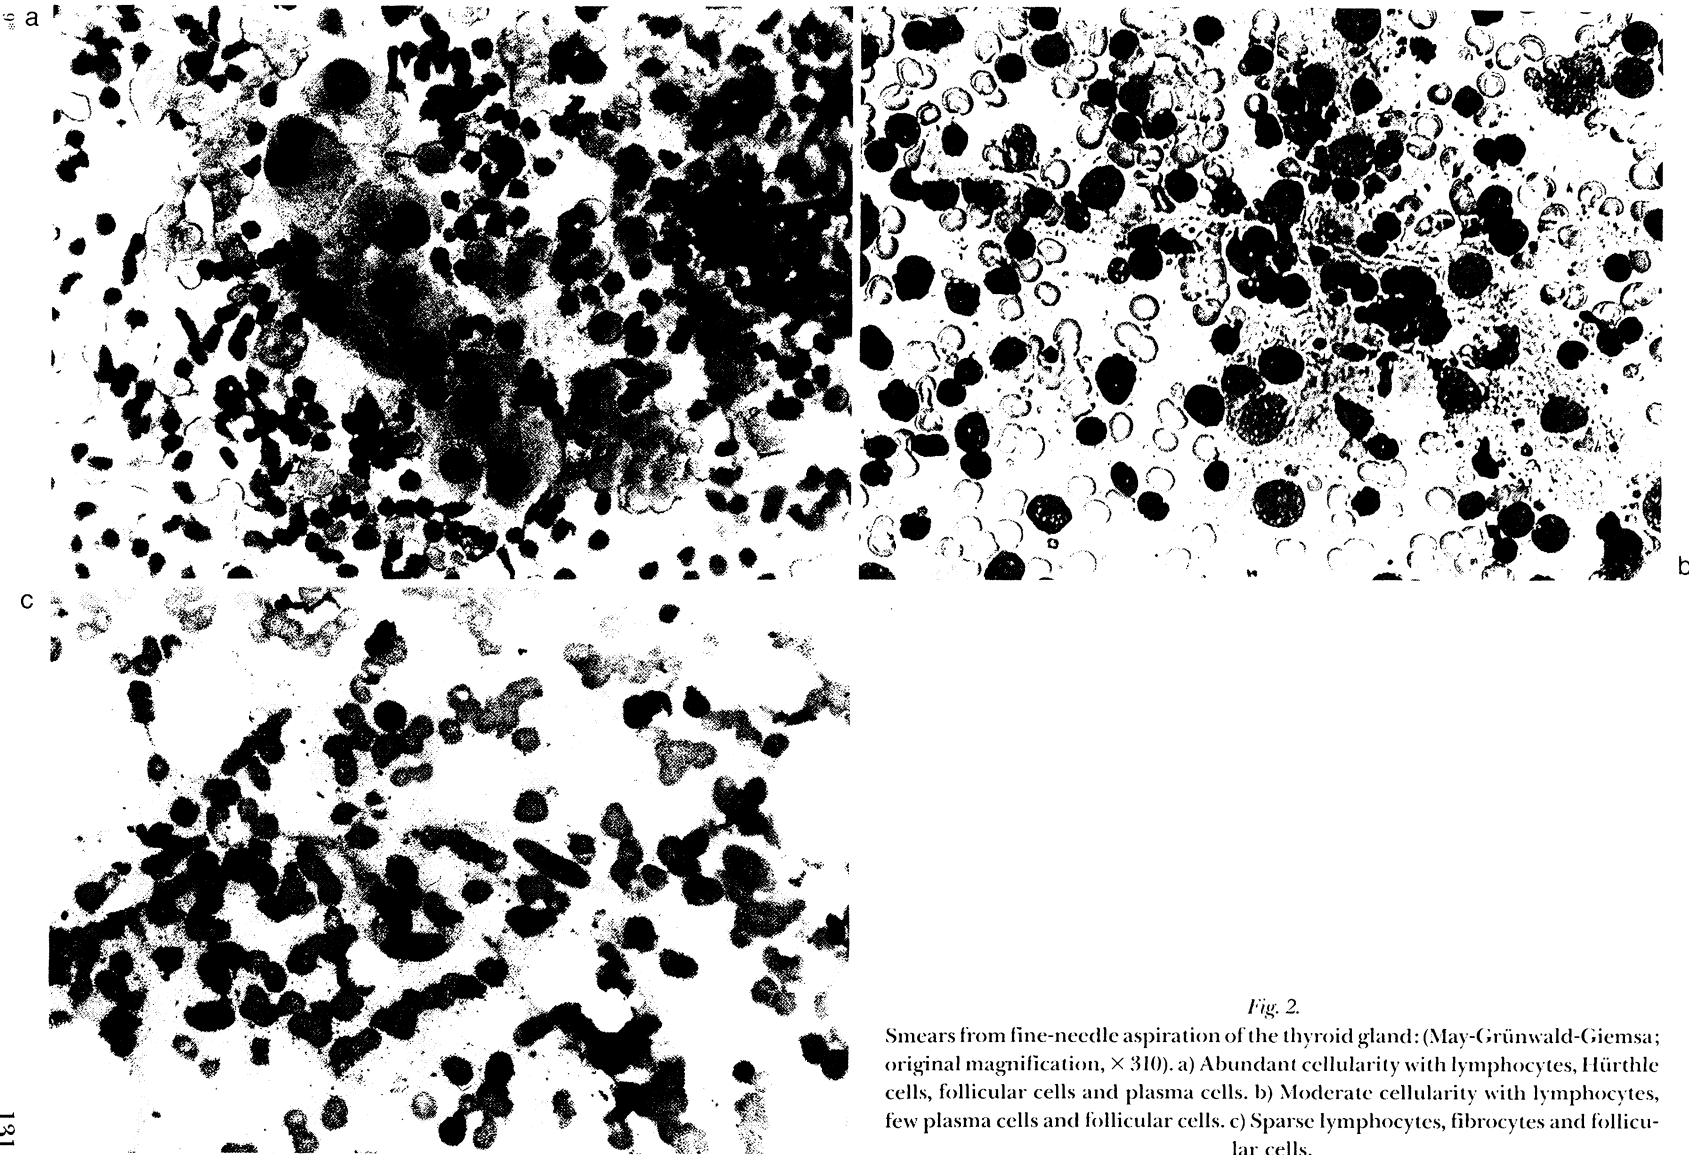 a
b
c
Fig. 2.
Smears from fine-needle aspiration of the thyroid gland: (May-Grünwald-Giemsa;
original magnification, × 310). a) Abundant cellularity with lymphocytes, Hürthle
cells, follicular cells and plasma cells. b) Moderate cellularity with lymphocytes,
few plasma cells and follicular cells. c) Sparse lymphocytes, fibrocytes and follicu-
lar cells.
131